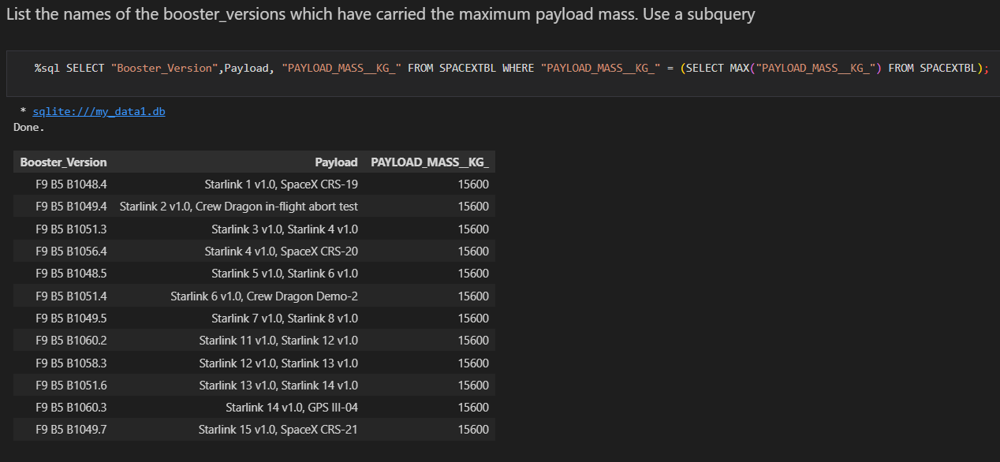 List the names of the booster_versions which have carried the maximum payload mass. Use a subquery
%sql SELECT "Booster_Version",Payload, "PAYLOAD_MASS__KG_" FROM SPACEXTBL WHERE "PAYLOAD_MASS__KG_" = (SELECT MAX("PAYLOAD_MASS__KG_") FROM SPACEXTBL);
* sqlite:///my_data1.db
Done.
Booster_Version Payload PAYLOAD_MASS__KG_
F9 B5 B1048.4 Starlink 1 v1.0, SpaceX CRS-19 15600
F9 B5 B1049.4 Starlink 2 v1.0, Crew Dragon in-flight abort test 15600
F9 B5 B1051.3 Starlink 3 v1.0, Starlink 4 v1.0 15600
F9 B5 B1056.4 Starlink 4 v1.0, SpaceX CRS-20 15600
F9 B5 B1048.5 Starlink 5 v1.0, Starlink 6 v1.0 15600
F9 B5 B1051.4 Starlink 6 v1.0, Crew Dragon Demo-2 15600
F9 B5 B1049.5 Starlink 7 v1.0, Starlink 8 v1.0 15600
F9 B5 B1060.2 Starlink 11 v1.0, Starlink 12 v1.0 15600
F9 B5 B1058.3 Starlink 12 v1.0, Starlink 13 v1.0 15600
F9 B5 B1051.6 Starlink 13 v1.0, Starlink 14 v1.0 15600
F9 B5 B1060.3 Starlink 14 v1.0, GPS III-04 15600
F9 B5 B1049.7 Starlink 15 v1.0, SpaceX CRS-21 15600